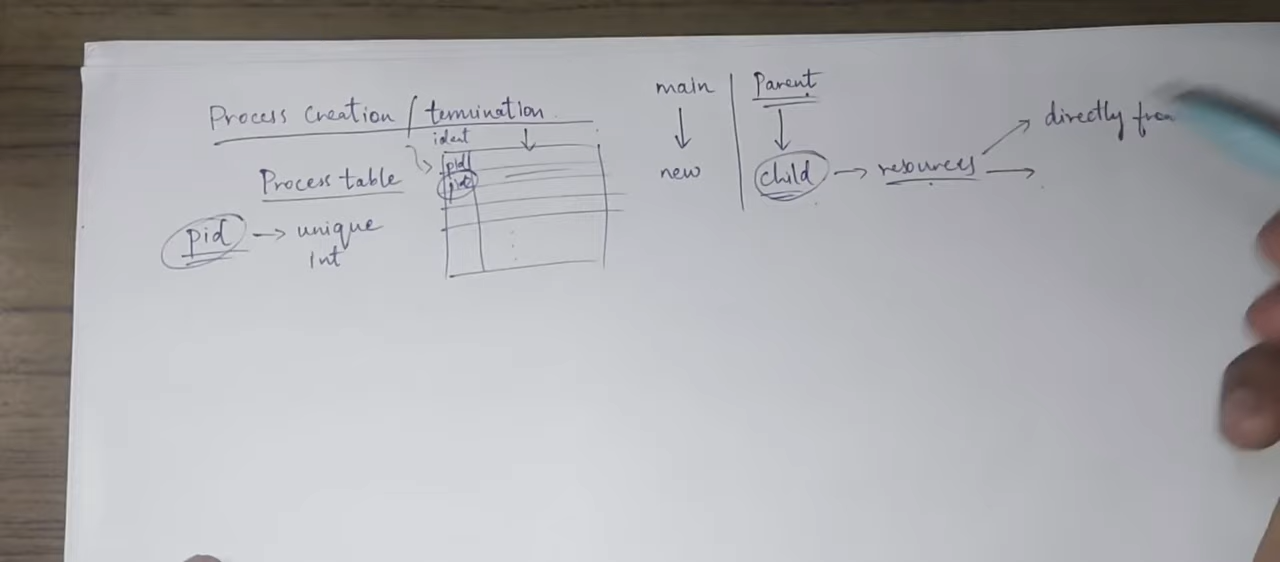 Process Creation / termination
ident
Process table
pid
pid
pid → unique
Int
main
↓
new
Parent
↓
child → resources →
directly